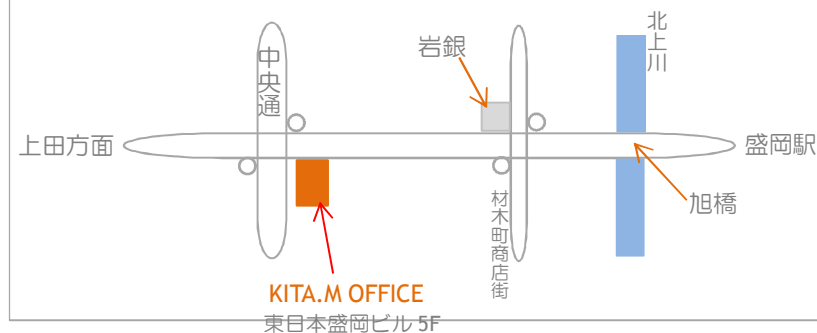 北上川
岩銀
中央通
上田方面
盛岡駅
旭橋
材木町商店街
KITA.M OFFICE
東日本盛岡ビル 5F